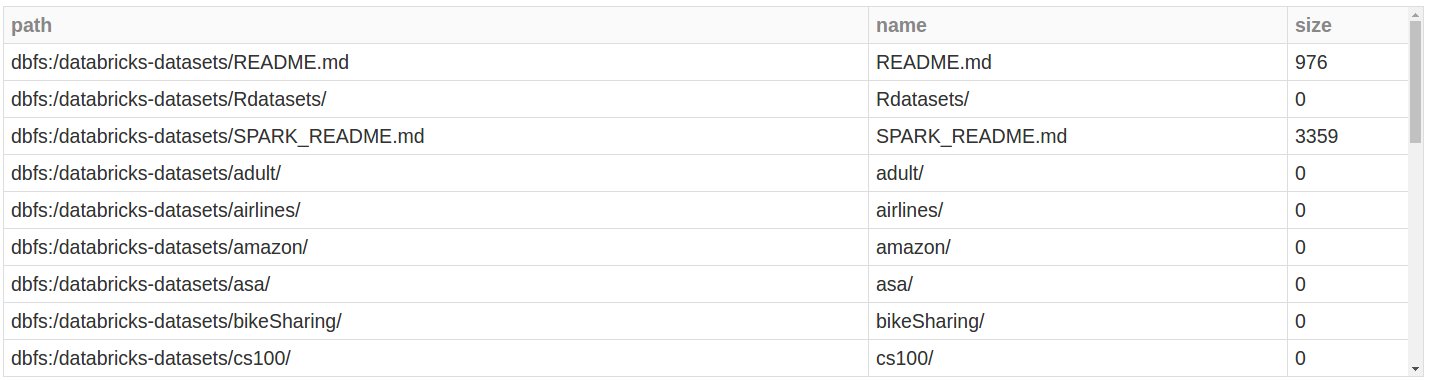 path name size
dbfs:/databricks-datasets/README.md README.md 976
dbfs:/databricks-datasets/Rdatasets/ Rdatasets/ 0
dbfs:/databricks-datasets/SPARK_README.md SPARK_README.md 3359
dbfs:/databricks-datasets/adult/ adult/ 0
dbfs:/databricks-datasets/airlines/ airlines/ 0
dbfs:/databricks-datasets/amazon/ amazon/ 0
dbfs:/databricks-datasets/asa/ asa/ 0
dbfs:/databricks-datasets/bikeSharing/ bikeSharing/ 0
dbfs:/databricks-datasets/cs100/ cs100/ 0